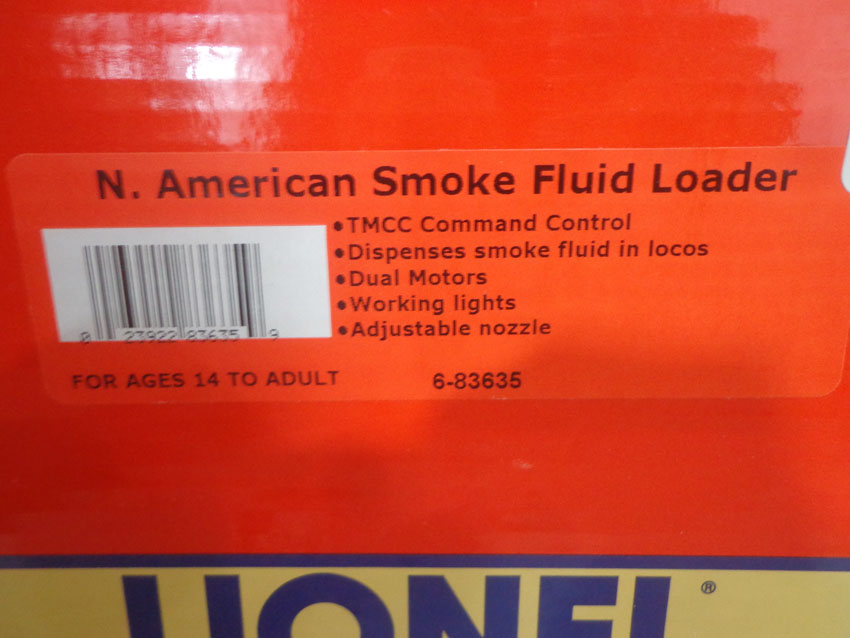 N. American Smoke Fluid Loader
•TMCC Command Control
•Dispenses smoke fluid in locos
•Dual Motors
•Working lights
•Adjustable nozzle
0 23922 83635 9
FOR AGES 14 TO ADULT
6-83635
LIONEL®